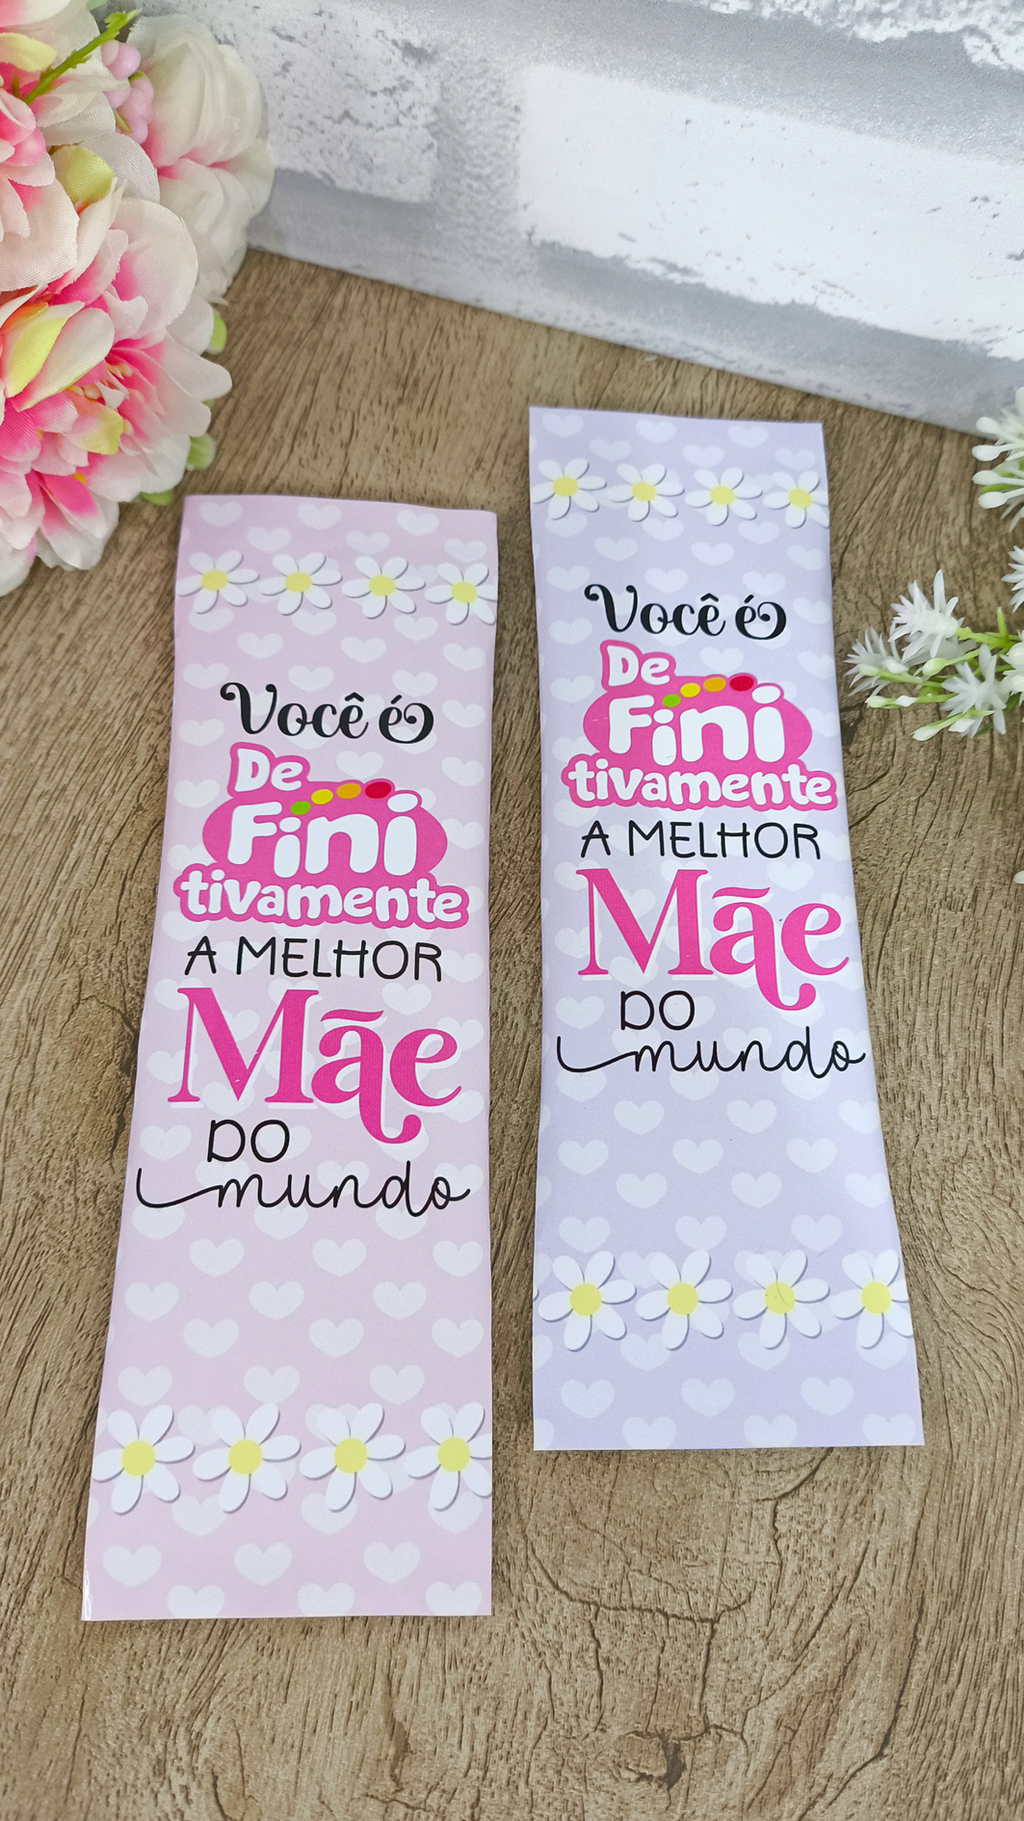 Você é
De
Fini
tivamente
A MELHOR
Mãe
DO
mundo
Você é
De
Fini
tivamente
A MELHOR
Mãe
DO
mundo